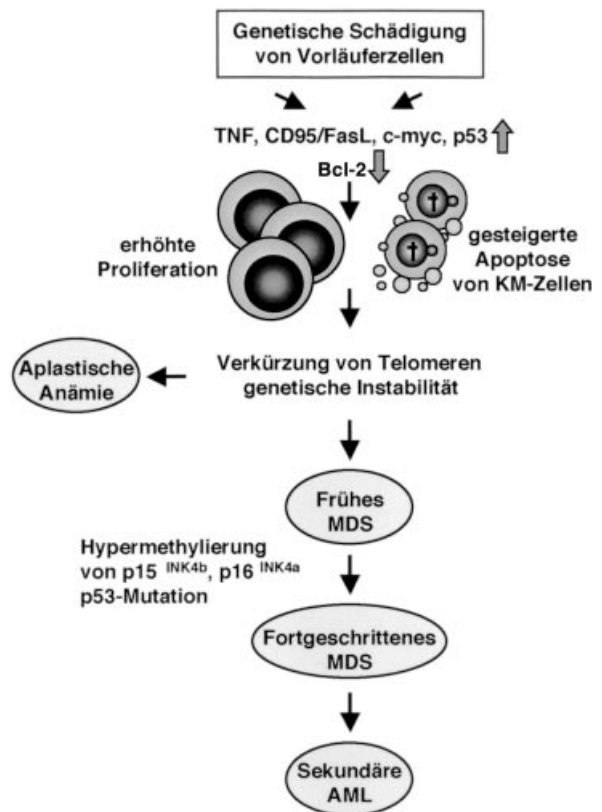 Genetische Schädigung
von Vorläuferzellen
TNF, CD95/FasL, c-myc, p53
Bcl-2
erhöhte
Proliferation
gesteigerte
Apoptose
von KM-Zellen
Aplastische
Anämie
Verkürzung von Telomeren
genetische Instabilität
Frühes
MDS
Hypermethylierung
von p15 INK4b, p16 INK4a
p53-Mutation
Fortgeschrittenes
MDS
Sekundäre
AML